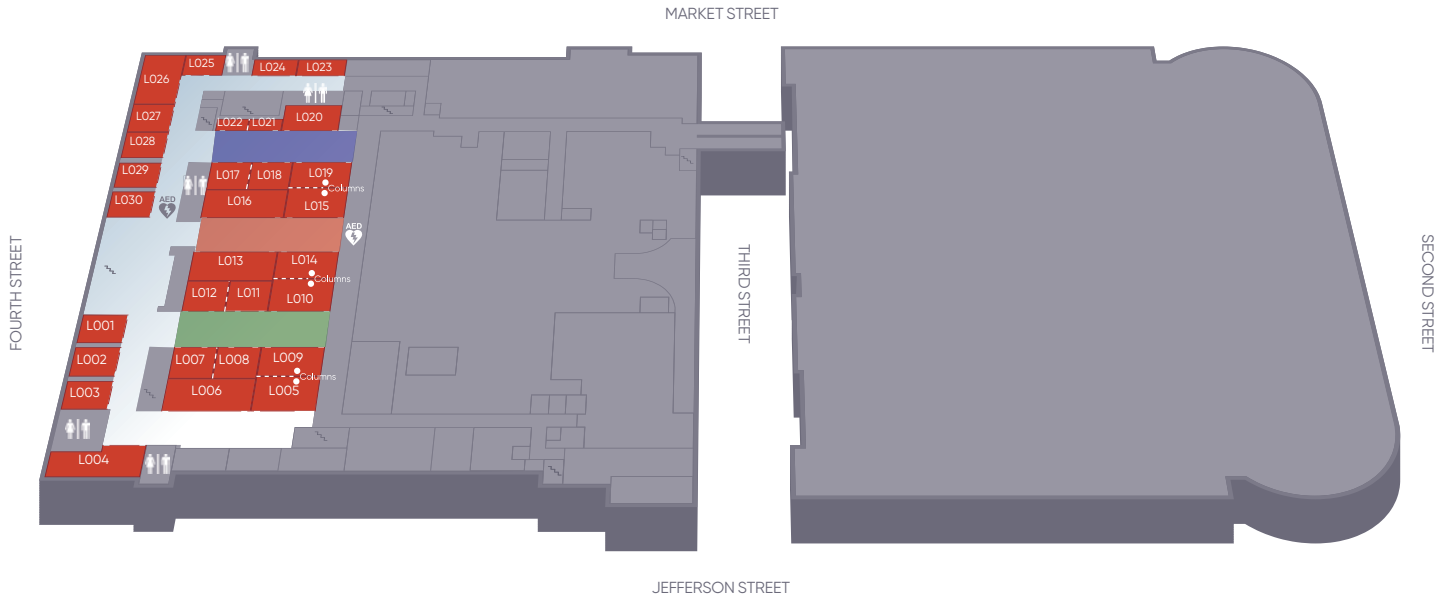 MARKET STREET
L025
L024
L023
L026
L027
L022
L021
L020
L028
L029
L017
L018
L019
Columns
L030
AED
L016
L015
AED
FOURTH STREET
THIRD STREET
SECOND STREET
L013
L014
Columns
L012
L011
L010
L001
L002
L007
L008
L009
Columns
L003
L006
L005
L004
JEFFERSON STREET